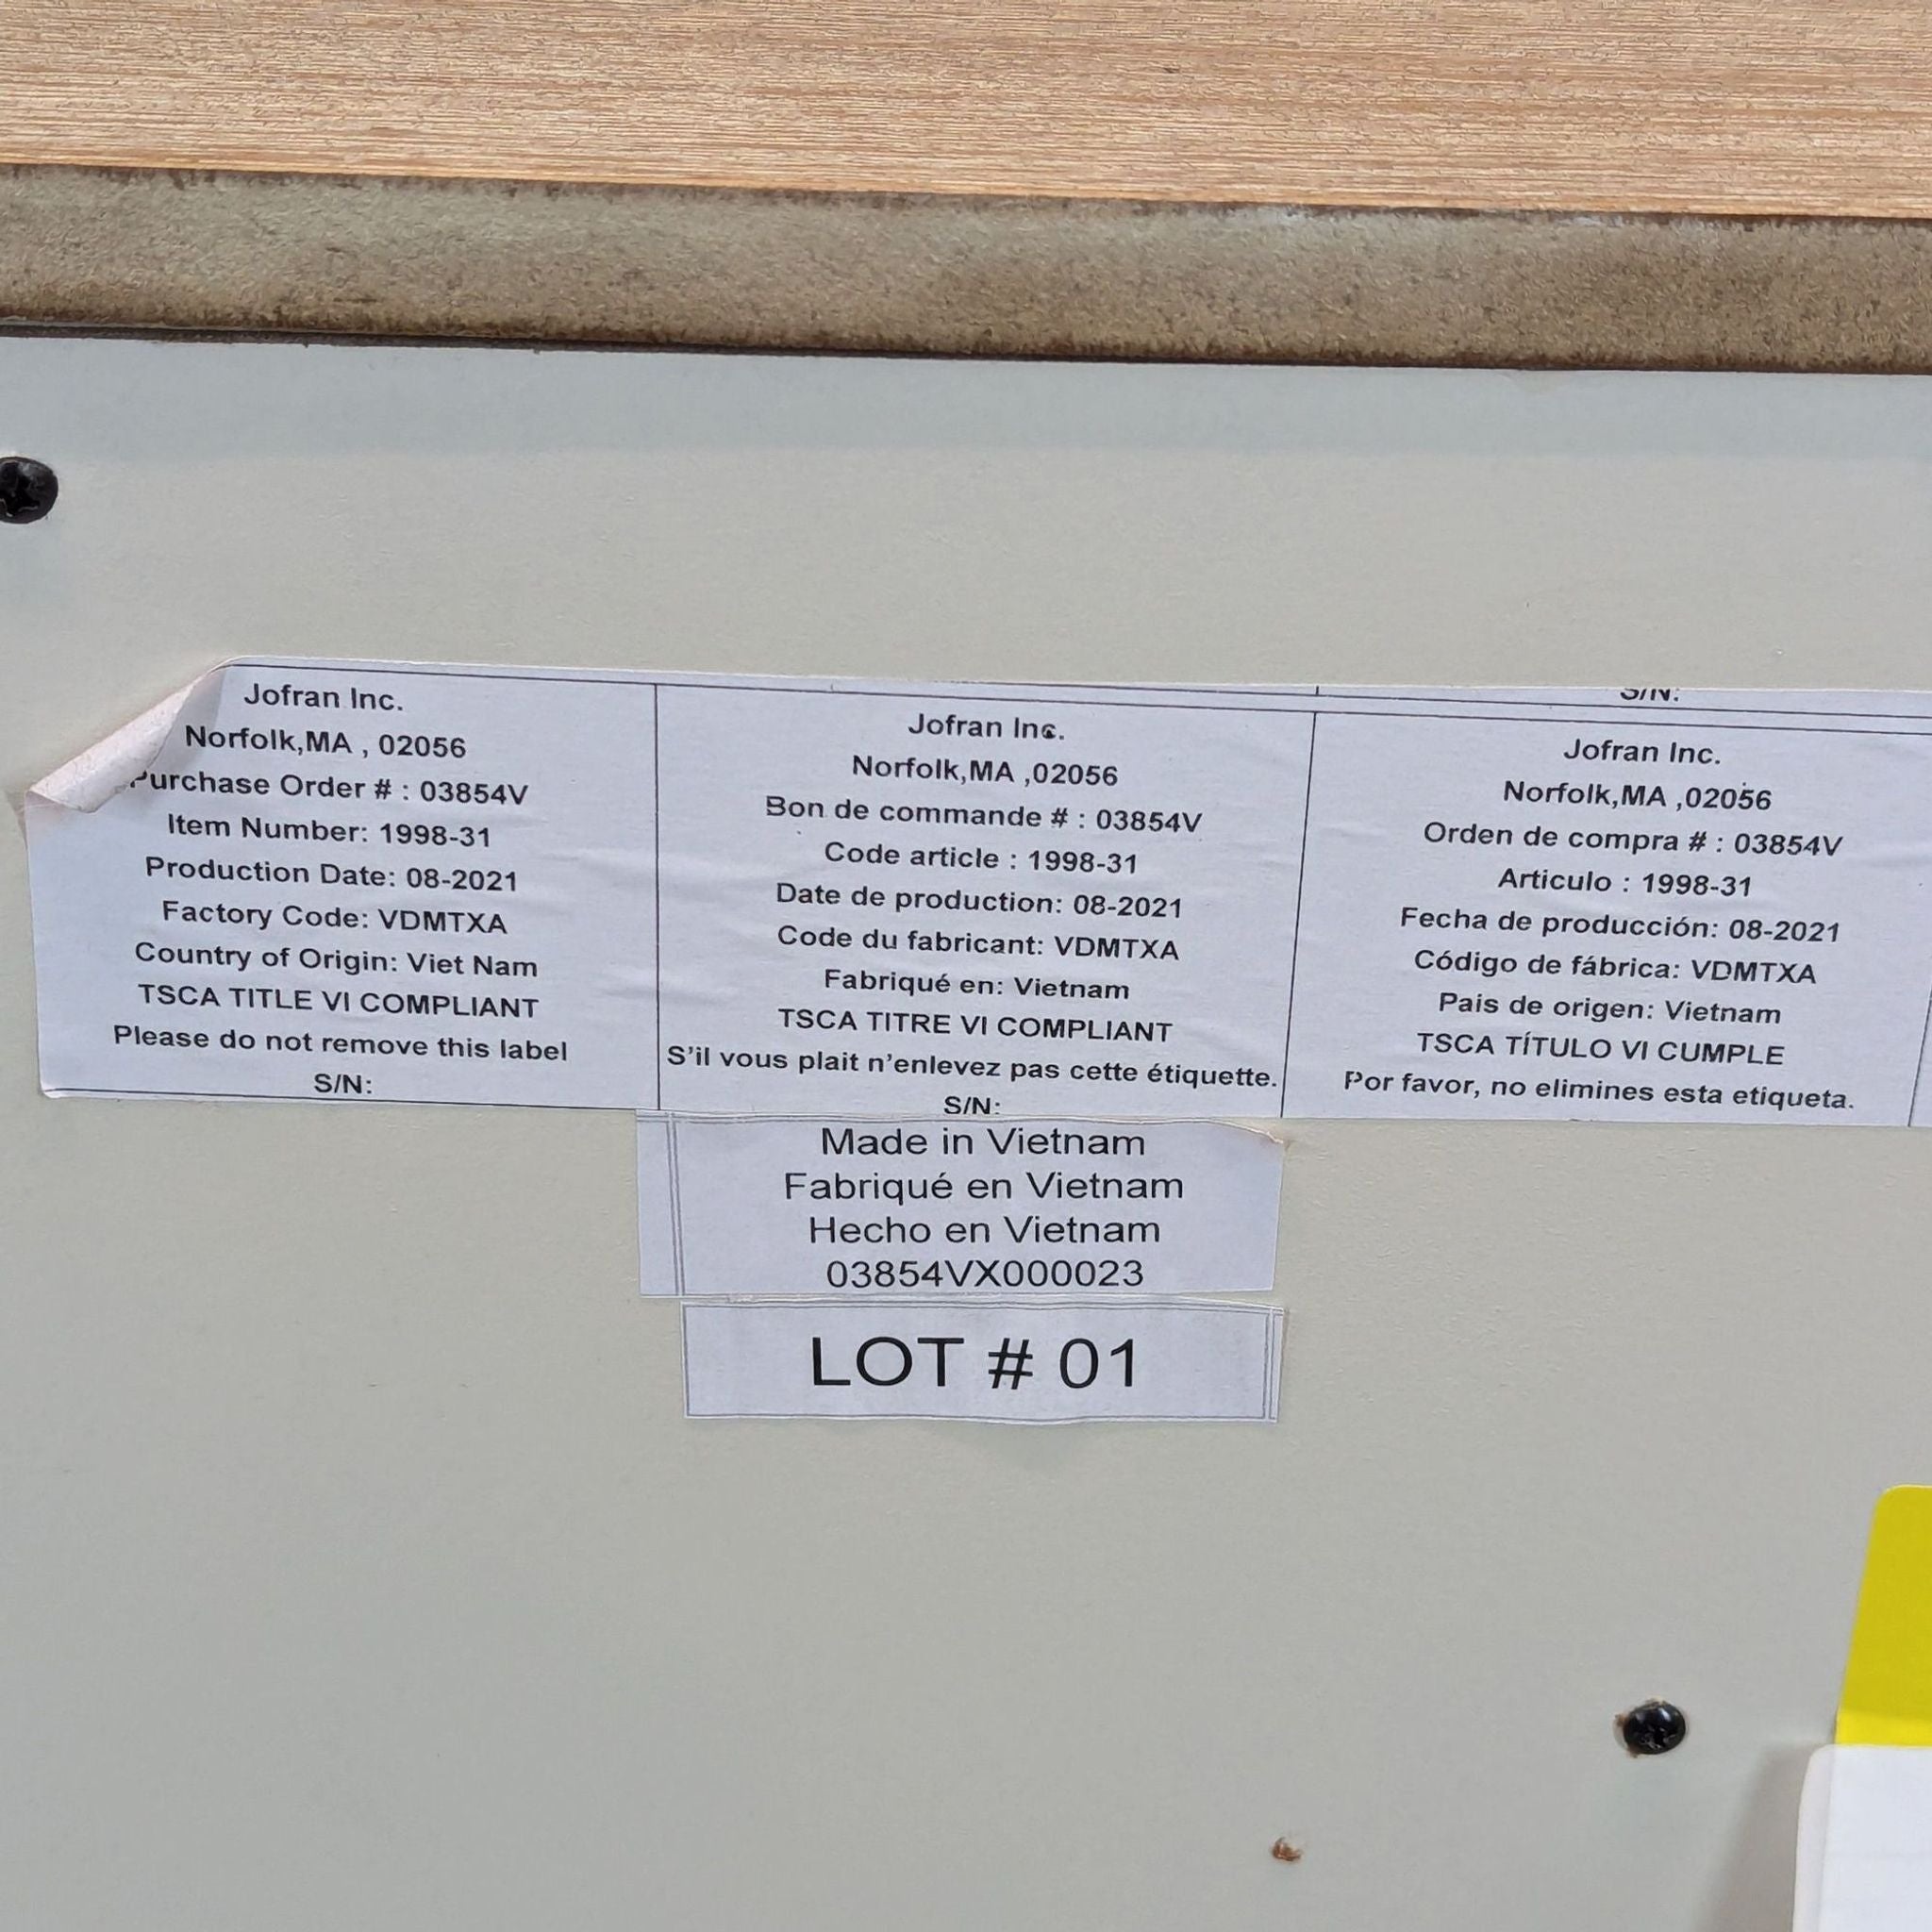 Jofran Inc.
Norfolk,MA , 02056
Purchase Order # : 03854V
Item Number: 1998-31
Production Date: 08-2021
Factory Code: VDMTXA
Country of Origin: Viet Nam
TSCA TITLE VI COMPLIANT
Please do not remove this label
S/N:
Jofran Inc.
Norfolk,MA ,02056
Bon de commande # : 03854V
Code article : 1998-31
Date de production: 08-2021
Code du fabricant: VDMTXA
Fabriqué en: Vietnam
TSCA TITRE VI COMPLIANT
S'il vous plait n'enlevez pas cette étiquette.
S/N:
S/N:
Jofran Inc.
Norfolk,MA ,02056
Orden de compra # : 03854V
Articulo : 1998-31
Fecha de producción: 08-2021
Código de fábrica: VDMTXA
Pais de origen: Vietnam
TSCA TÍTULO VI CUMPLE
Por favor, no elimines esta etiqueta.
Made in Vietnam
Fabriqué en Vietnam
Hecho en Vietnam
03854VX000023
LOT # 01